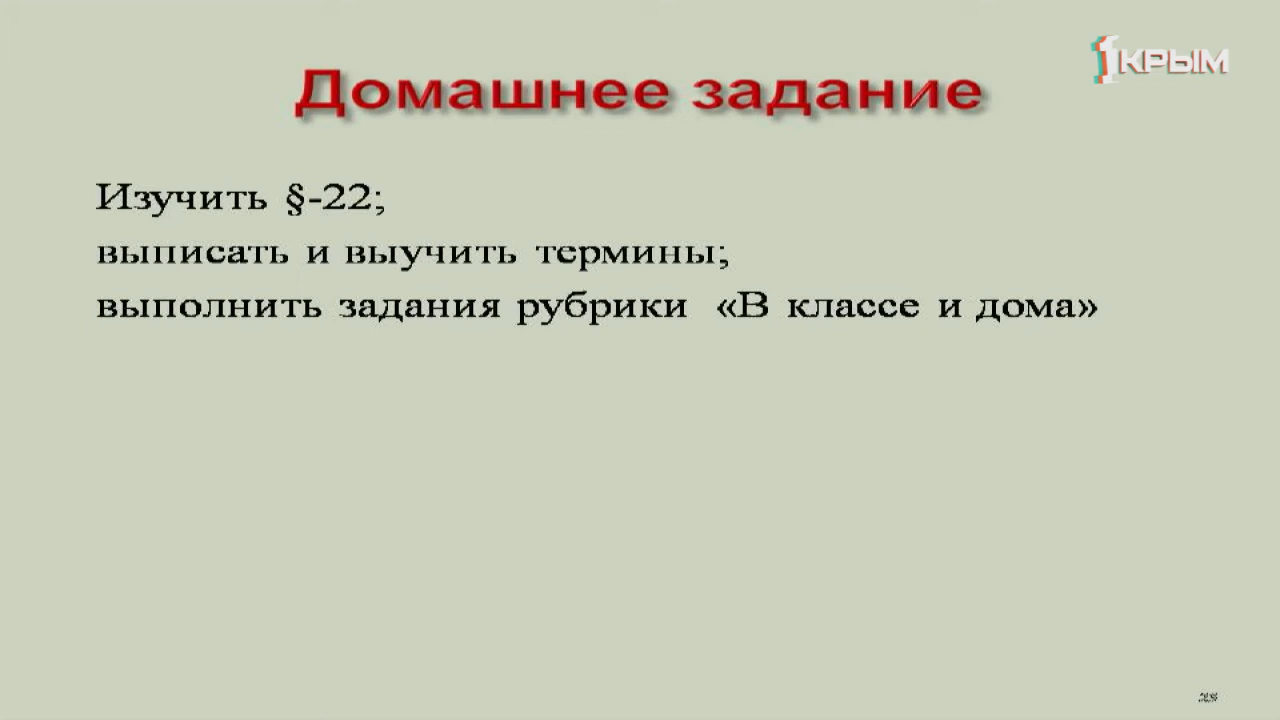 1КРЫМ
Домашнее задание
Изучить §-22;
выписать и выучить термины;
выполнить задания рубрики «В классе и дома»